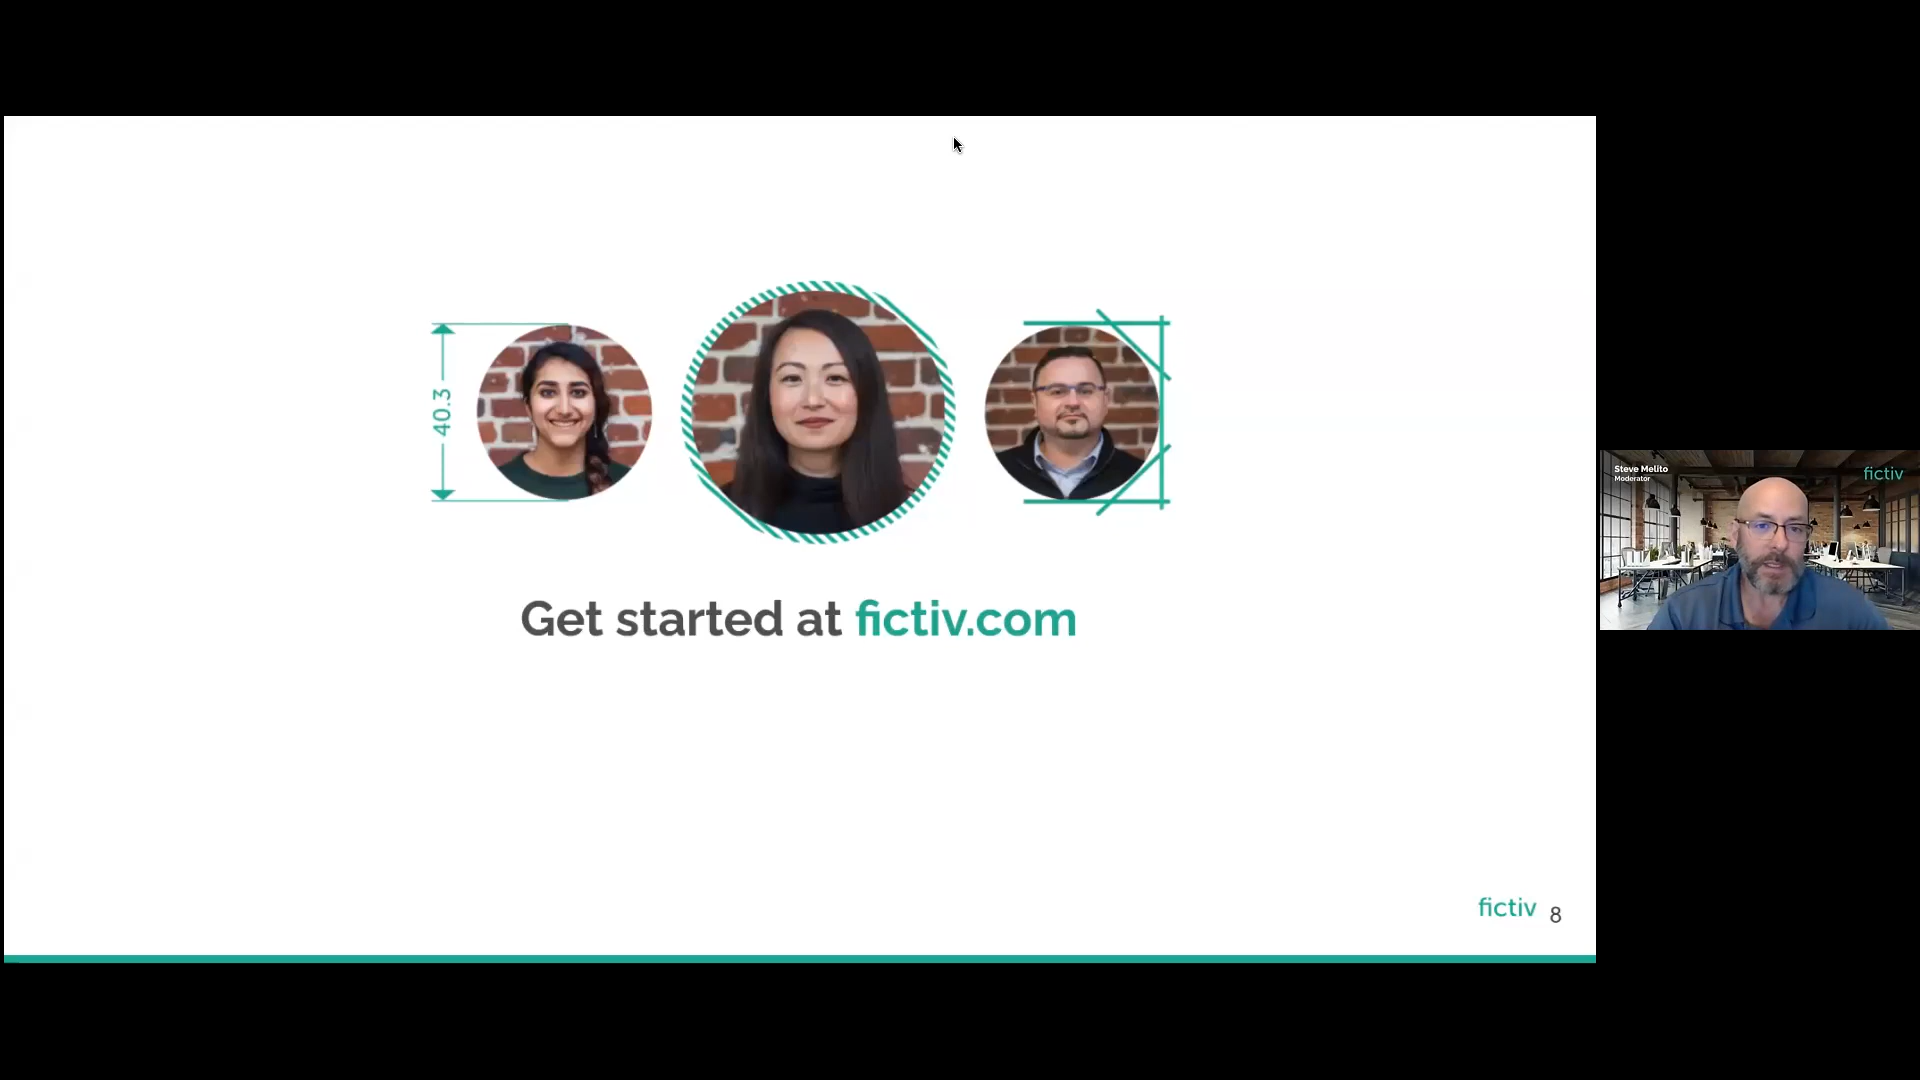 40.3
Get started at fictiv.com
fictiv 8
Steve Melito
Moderator
fictiv